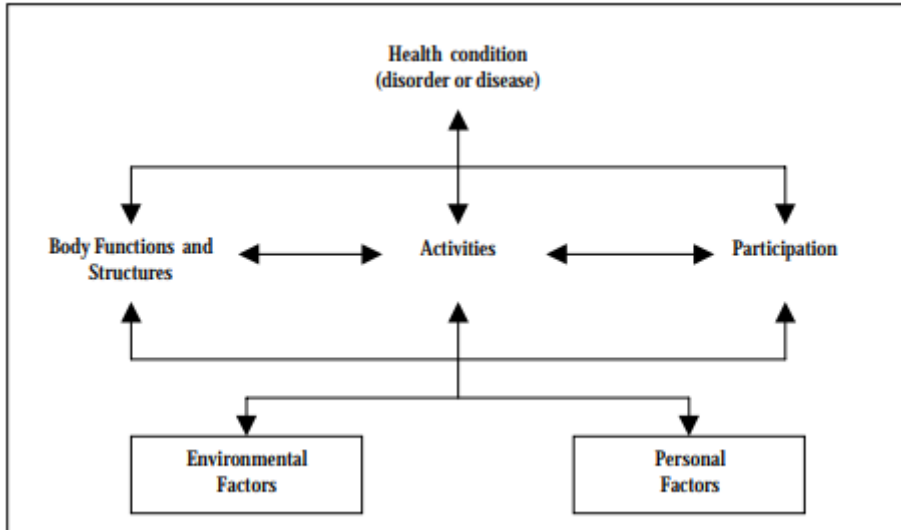 Health condition
(disorder or disease)
Body Functions and
Structures
Activities
Participation
Environmental
Factors
Personal
Factors